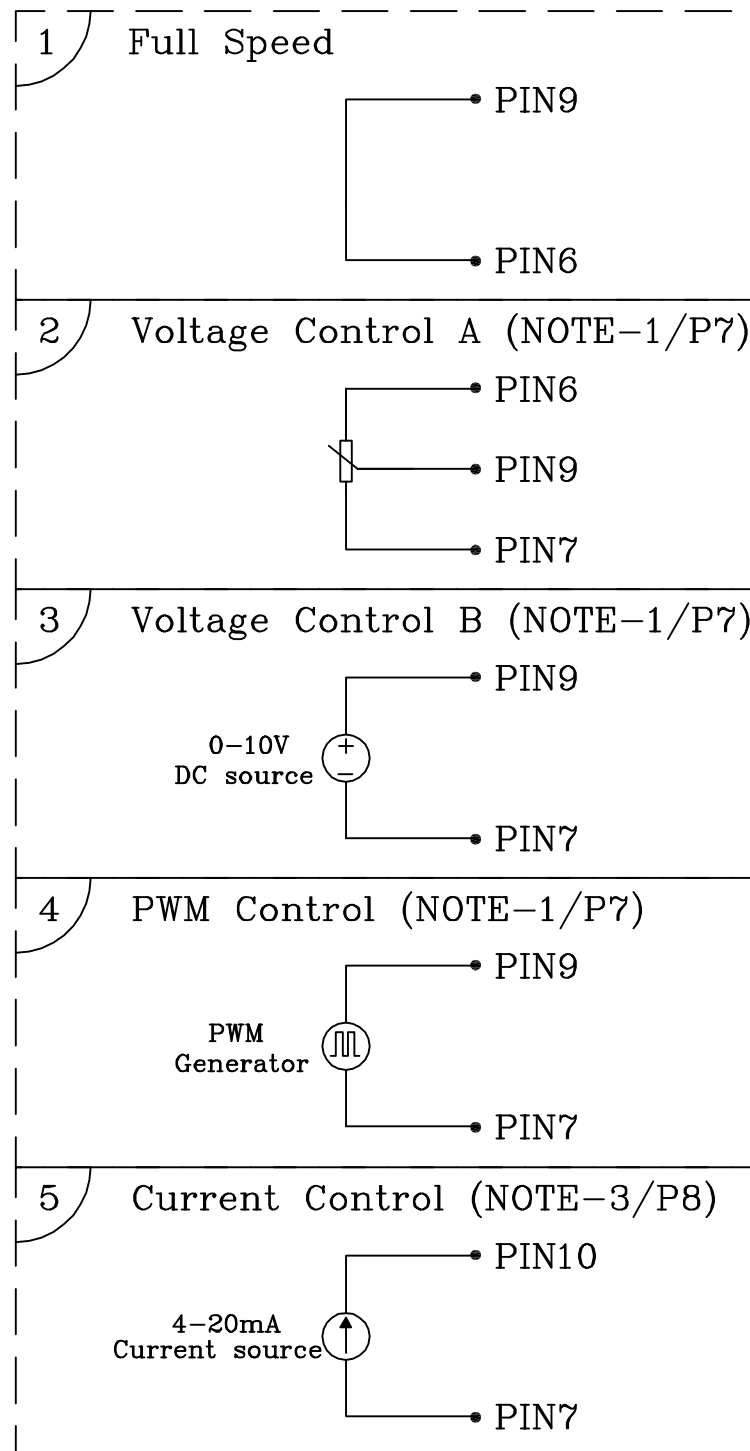 1 Full Speed
PIN9
PIN6
2 Voltage Control A (NOTE-1/P7)
PIN6
PIN9
PIN7
3 Voltage Control B (NOTE-1/P7)
PIN9
0-10V
+
DC source
-
PIN7
4 PWM Control (NOTE-1/P7)
PIN9
PWM
Generator
PIN7
5 Current Control (NOTE-3/P8)
PIN10
4-20mA
Current source
PIN7